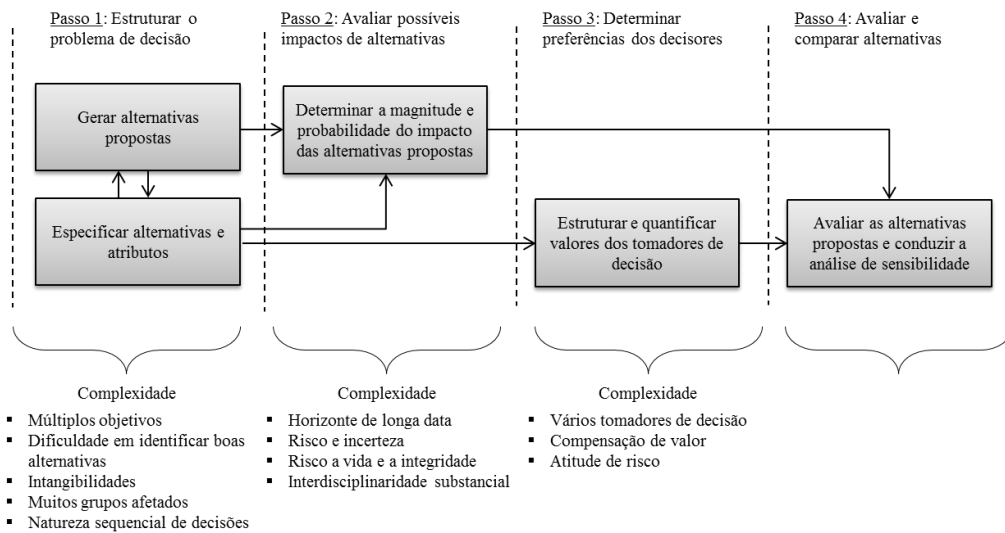 Passo 1: Estruturar o
problema de decisão
Passo 2: Avaliar possíveis
impactos de alternativas
Passo 3: Determinar
preferências dos decisores
Passo 4: Avaliar e
comparar alternativas
Gerar alternativas
propostas
Determinar a magnitude e
probabilidade do impacto
das alternativas propostas
Especificar alternativas e
atributos
Estruturar e quantificar
valores dos tomadores de
decisão
Avaliar as alternativas
propostas e conduzir a
análise de sensibilidade
Complexidade
▪ Múltiplos objetivos
▪ Dificuldade em identificar boas
alternativas
▪ Intangibilidades
▪ Muitos grupos afetados
▪ Natureza sequencial de decisões
Complexidade
▪ Horizonte de longa data
▪ Risco e incerteza
▪ Risco a vida e a integridade
▪ Interdisciplinaridade substancial
Complexidade
▪ Vários tomadores de decisão
▪ Compensação de valor
▪ Atitude de risco